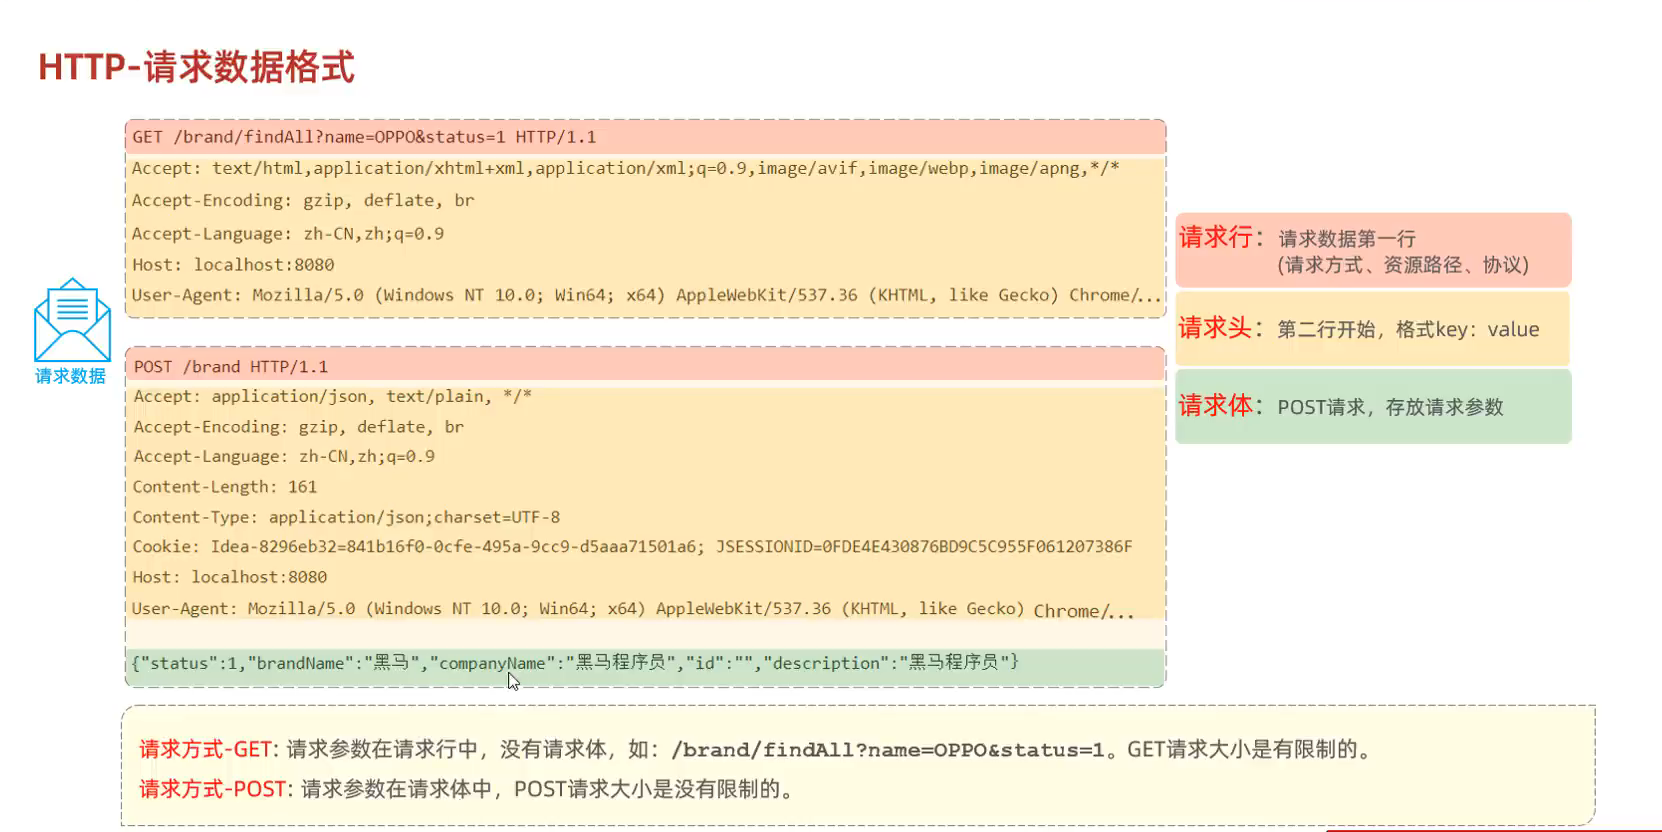 HTTP-请求数据格式
GET /brand/findAll?name=OPPO&status=1 HTTP/1.1
Accept: text/html,application/xhtml+xml,application/xml;q=0.9,image/avif,image/webp,image/apng,*/*
Accept-Encoding: gzip, deflate, br
Accept-Language: zh-CN,zh;q=0.9
Host: localhost:8080
User-Agent: Mozilla/5.0 (Windows NT 10.0; Win64; x64) AppleWebKit/537.36 (KHTML, like Gecko) Chrome/...
请求数据
POST /brand HTTP/1.1
Accept: application/json, text/plain, */*
Accept-Encoding: gzip, deflate, br
Accept-Language: zh-CN,zh;q=0.9
Content-Length: 161
Content-Type: application/json;charset=UTF-8
Cookie: Idea-8296eb32=841b16f0-0cfe-495a-9cc9-d5aaa71501a6; JSESSIONID=0FDE4E430876BD9C5C955F061207386F
Host: localhost:8080
User-Agent: Mozilla/5.0 (Windows NT 10.0; Win64; x64) AppleWebKit/537.36 (KHTML, like Gecko) Chrome/...
{"status":1,"brandName":"黑马","companyName":"黑马程序员","id":"","description":"黑马程序员"}
请求行：请求数据第一行
(请求方式、资源路径、协议)
请求头：第二行开始，格式key：value
请求体：POST请求，存放请求参数
请求方式-GET: 请求参数在请求行中，没有请求体，如：/brand/findAll?name=OPPO&status=1。GET请求大小是有限制的。
请求方式-POST: 请求参数在请求体中，POST请求大小是没有限制的。